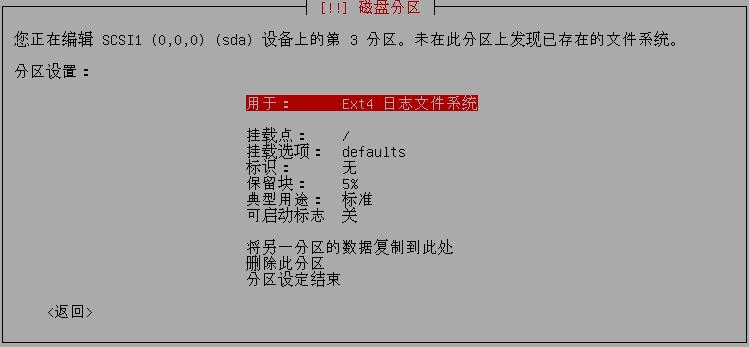 [!!] 磁盘分区
您正在编辑 SCSI1 (0,0,0) (sda) 设备上的第 3 分区。未在此分区上发现已存在的文件系统。
分区设置：
用于： Ext4 日志文件系统
挂载点： /
挂载选项： defaults
标识： 无
保留块： 5%
典型用途： 标准
可启动标志 关
将另一分区的数据复制到此处
删除此分区
分区设定结束
<返回>